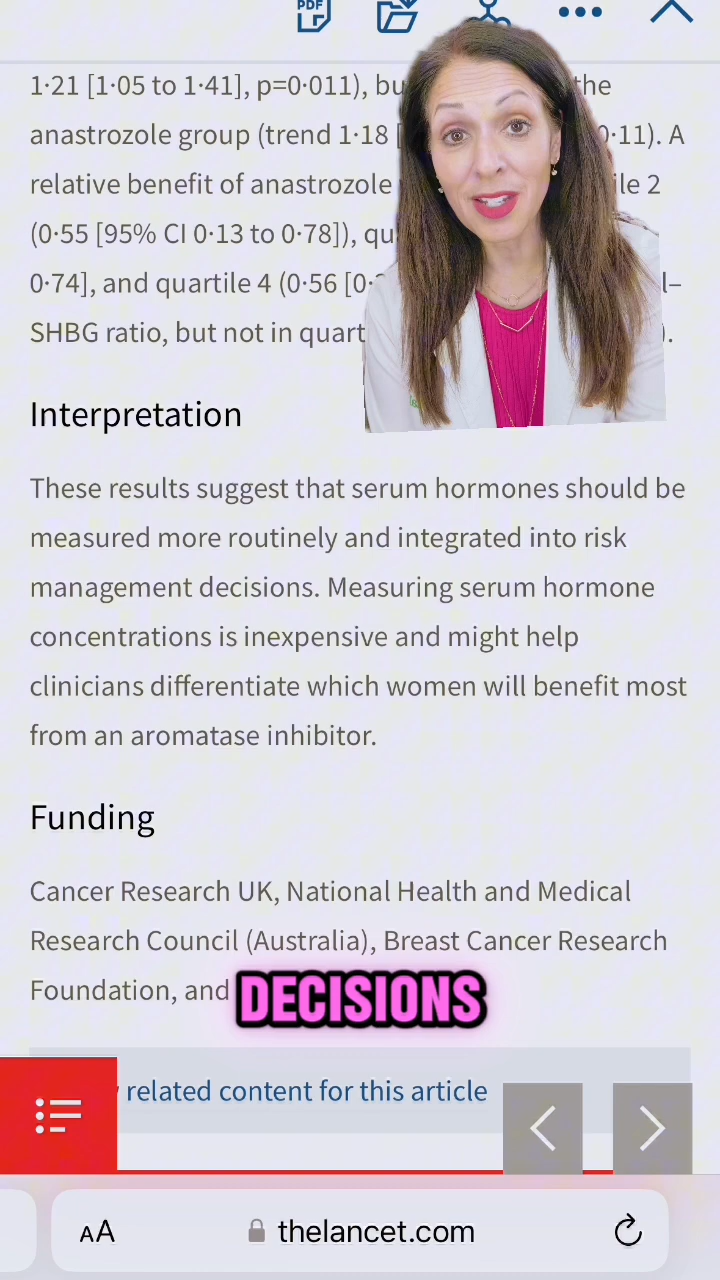 PDF
1·21 [1·05 to 1·41], p=0·011), bu the
anastrozole group (trend 1·18 [ 0·11). A
relative benefit of anastrozole ile 2
(0·55 [95% CI 0·13 to 0·78]), qu
0·74], and quartile 4 (0·56 [0· l–
SHBG ratio, but not in quart ).
Interpretation
These results suggest that serum hormones should be
measured more routinely and integrated into risk
management decisions. Measuring serum hormone
concentrations is inexpensive and might help
clinicians differentiate which women will benefit most
from an aromatase inhibitor.
Funding
Cancer Research UK, National Health and Medical
Research Council (Australia), Breast Cancer Research
Foundation, and
DECISIONS
related content for this article
AA
thelancet.com